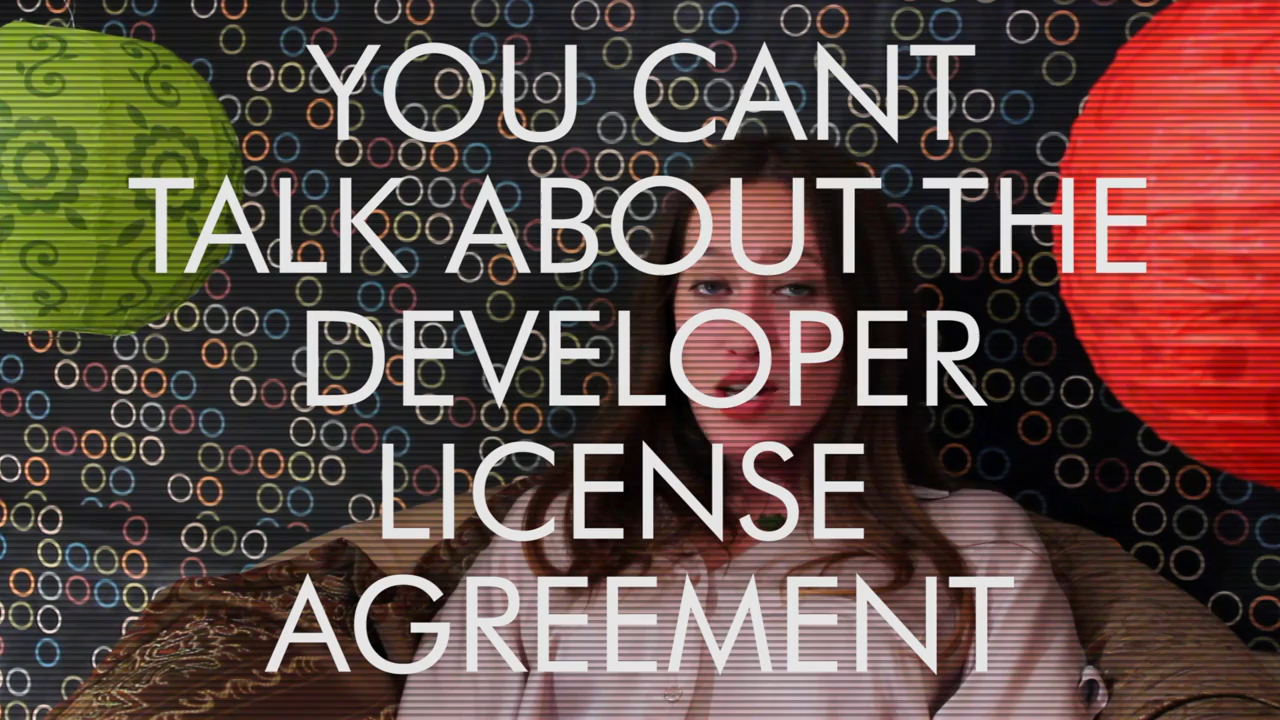 YOU CANT
TALK ABOUT THE
DEVELOPER
LICENSE
AGREEMENT